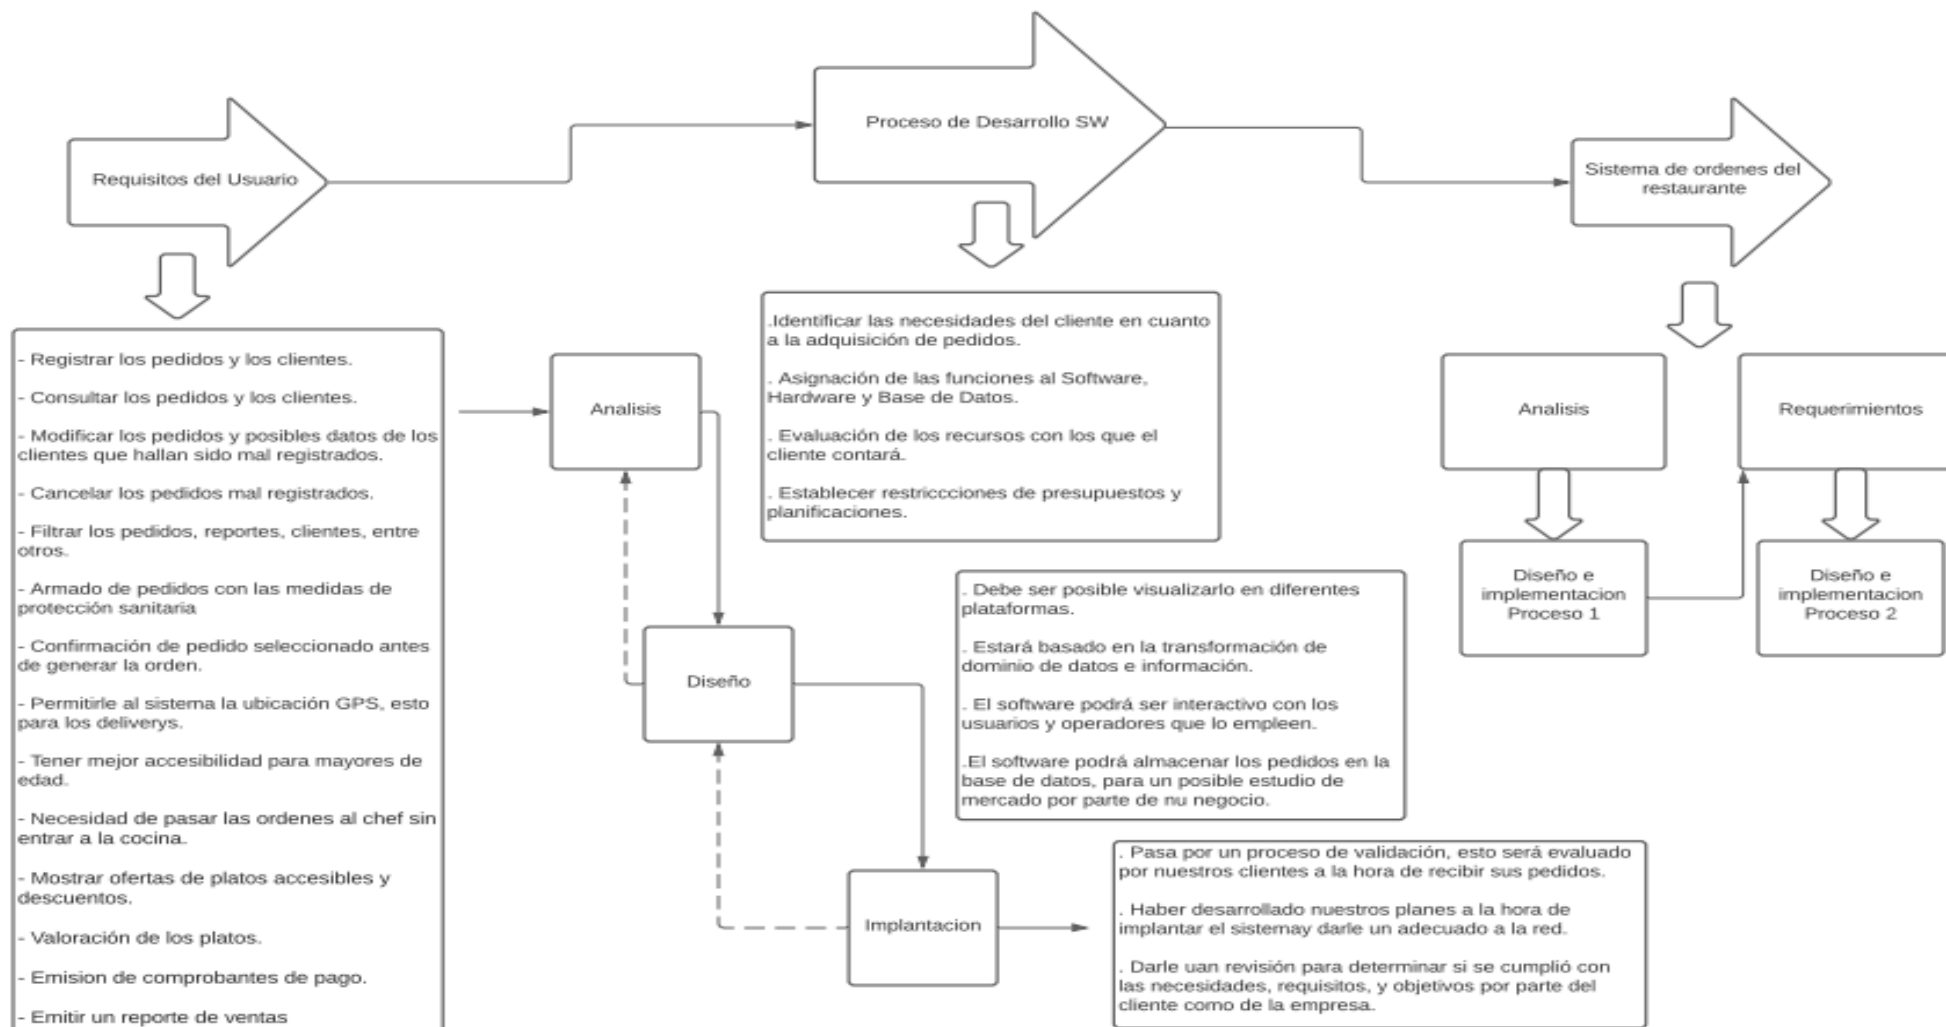 Requisitos del Usuario
Proceso de Desarrollo SW
Sistema de ordenes del
restaurante
- Registrar los pedidos y los clientes.
- Consultar los pedidos y los clientes.
- Modificar los pedidos y posibles datos de los
clientes que hallan sido mal registrados.
- Cancelar los pedidos mal registrados.
- Filtrar los pedidos, reportes, clientes, entre
otros.
- Armado de pedidos con las medidas de
protección sanitaria
- Confirmación de pedido seleccionado antes
de generar la orden.
- Permitirle al sistema la ubicación GPS, esto
para los deliverys.
- Tener mejor accesibilidad para mayores de
edad.
- Necesidad de pasar las ordenes al chef sin
entrar a la cocina.
- Mostrar ofertas de platos accesibles y
descuentos.
- Valoración de los platos.
- Emision de comprobantes de pago.
- Emitir un reporte de ventas
Analisis
Diseño
Implantacion
.Identificar las necesidades del cliente en cuanto
a la adquisición de pedidos.
. Asignación de las funciones al Software,
Hardware y Base de Datos.
. Evaluación de los recursos con los que el
cliente contará.
. Establecer restriccciones de presupuestos y
planificaciones.
. Debe ser posible visualizarlo en diferentes
plataformas.
. Estará basado en la transformación de
dominio de datos e información.
. El software podrá ser interactivo con los
usuarios y operadores que lo empleen.
.El software podrá almacenar los pedidos en la
base de datos, para un posible estudio de
mercado por parte de nu negocio.
. Pasa por un proceso de validación, esto será evaluado
por nuestros clientes a la hora de recibir sus pedidos.
. Haber desarrollado nuestros planes a la hora de
implantar el sistemay darle un adecuado a la red.
. Darle uan revisión para determinar si se cumplió con
las necesidades, requisitos, y objetivos por parte del
cliente como de la empresa.
Analisis
Requerimientos
Diseño e
implementacion
Proceso 1
Diseño e
implementacion
Proceso 2